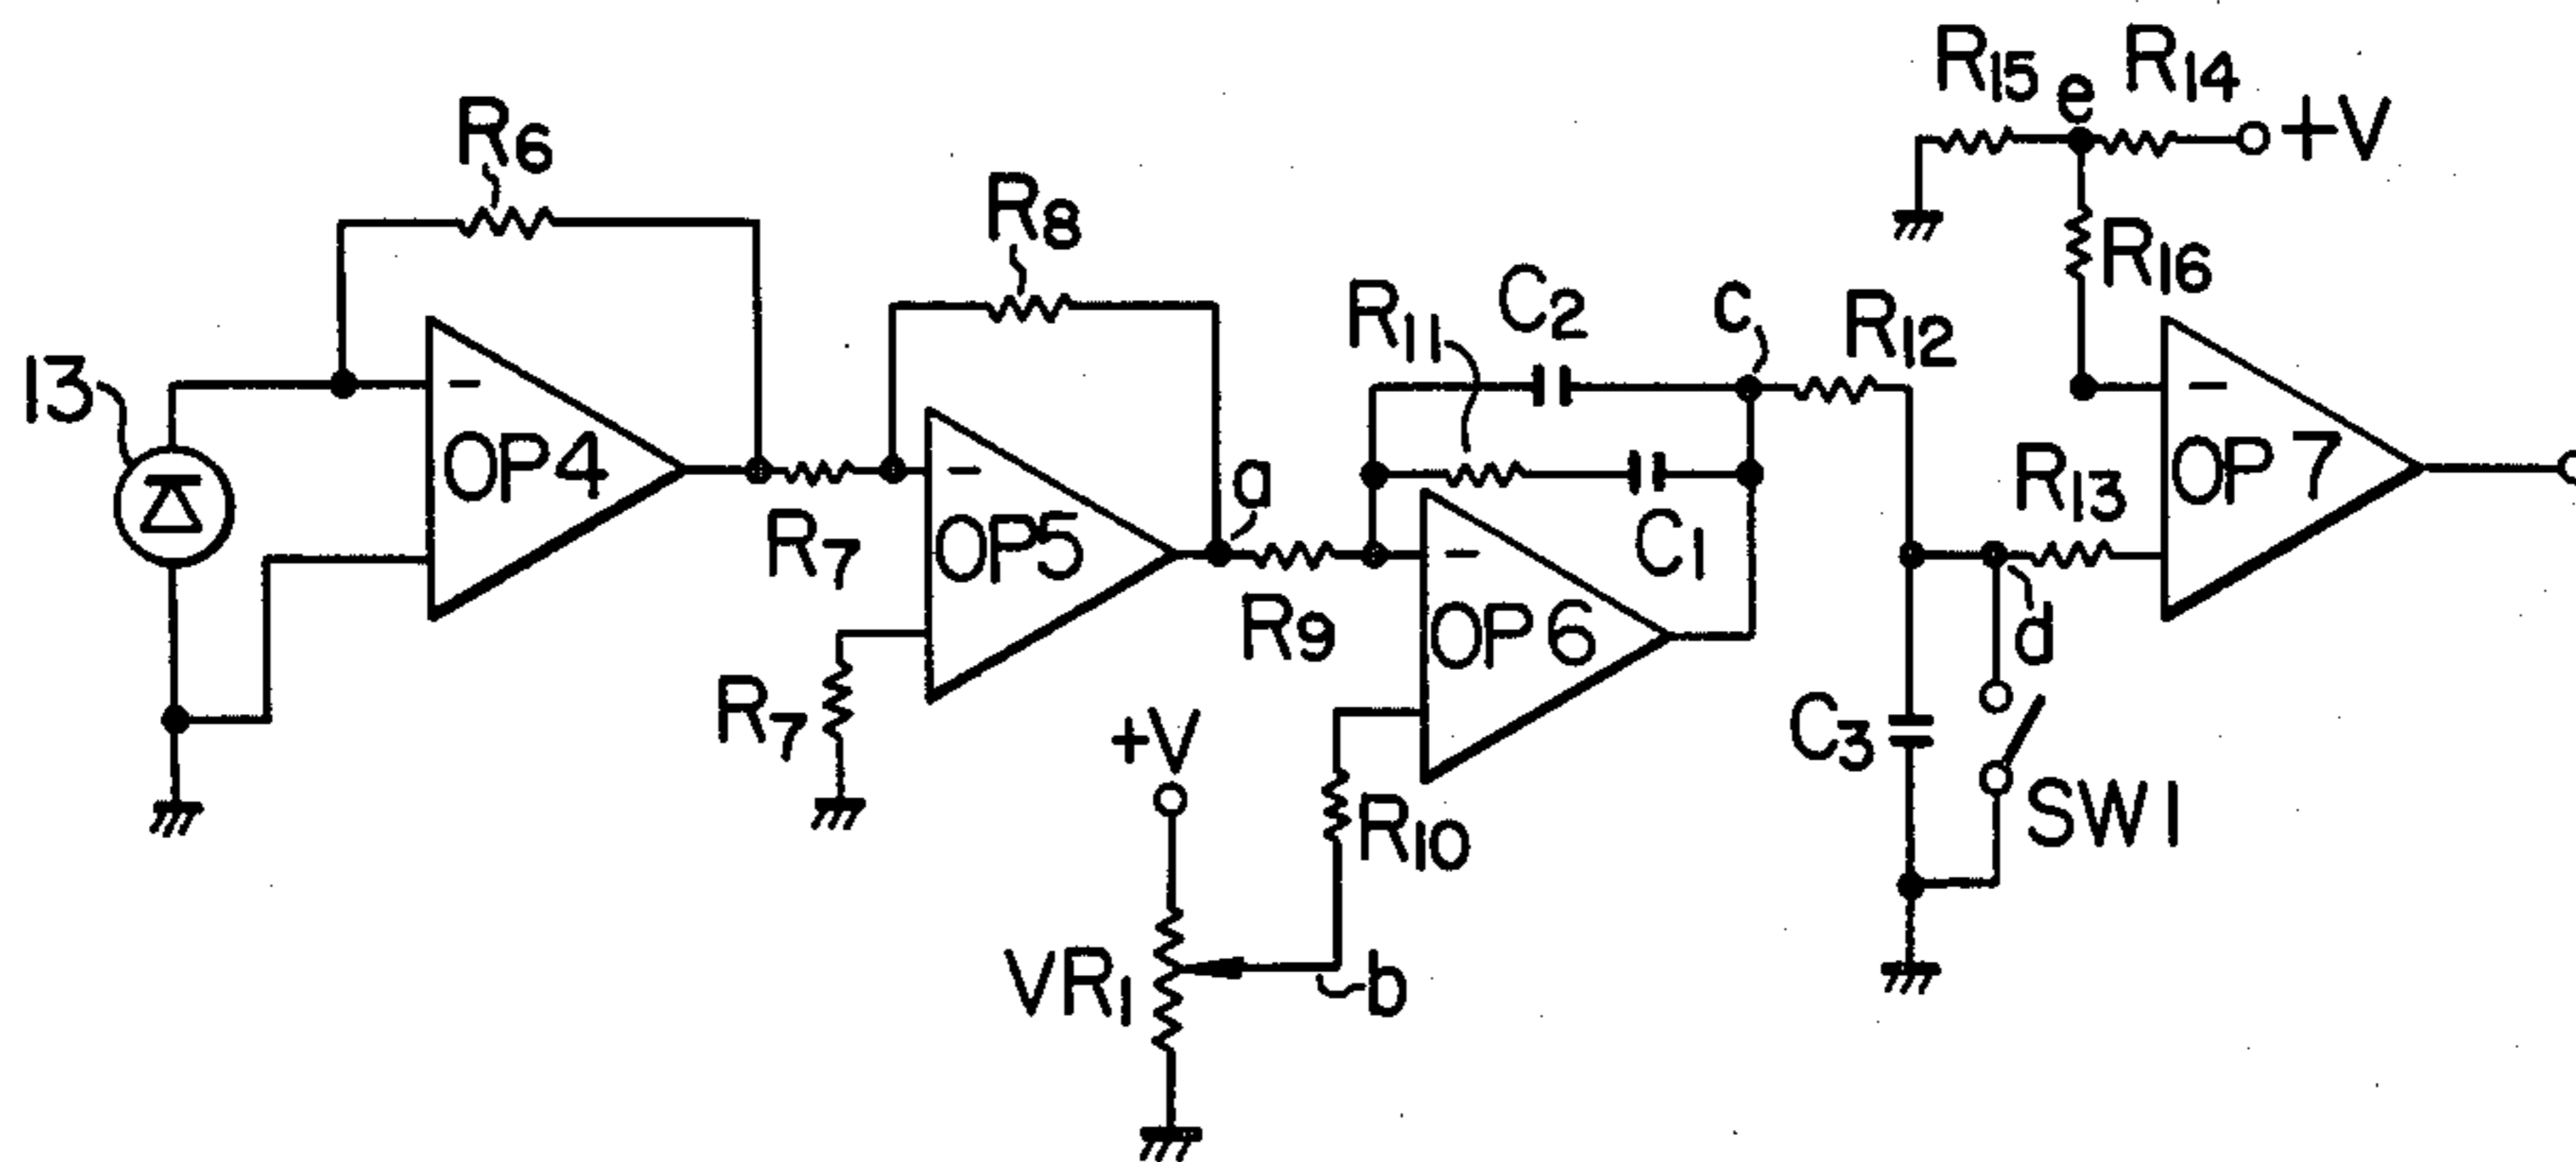 R15 e R14 +V
R6
R8
R16
R11 C2 c R12
13
OP4
R7
OP5
a
R9
OP6
C1
OP7
R13
d
R7
+V
R10
C3
SW1
VR1
b